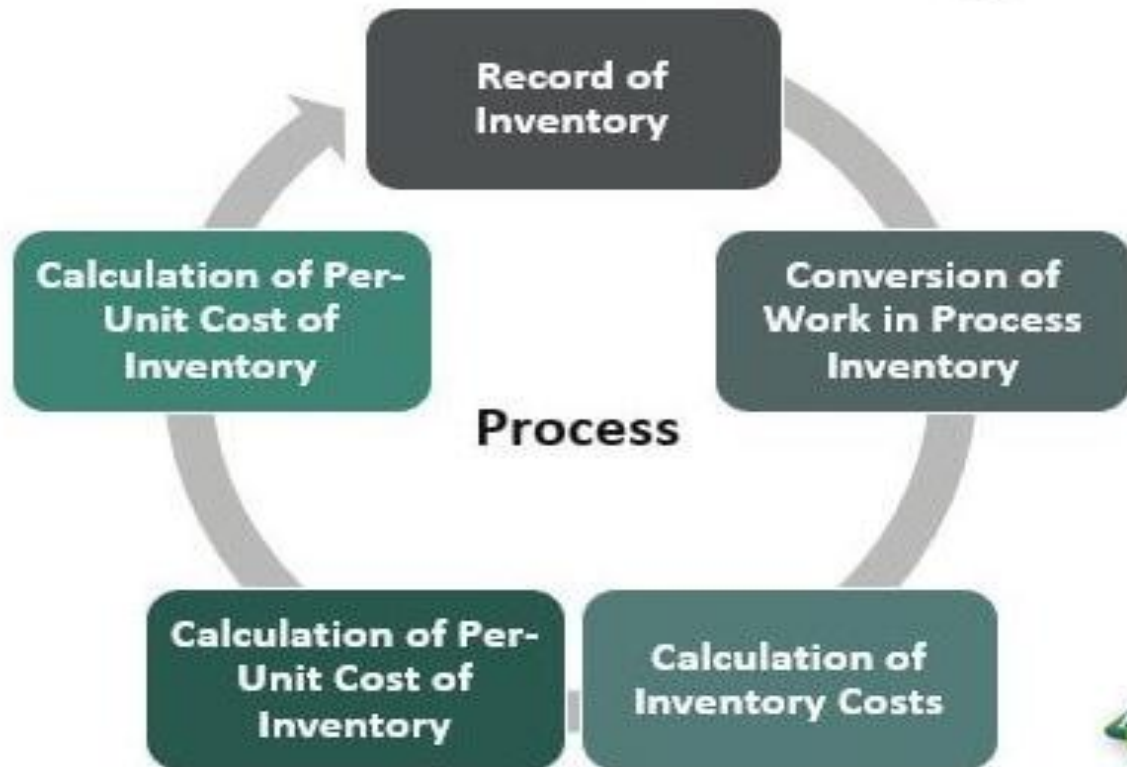 Record of
Inventory
Conversion of
Work in Process
Inventory
Calculation of
Inventory Costs
Calculation of Per-
Unit Cost of
Inventory
Calculation of Per-
Unit Cost of
Inventory
Process